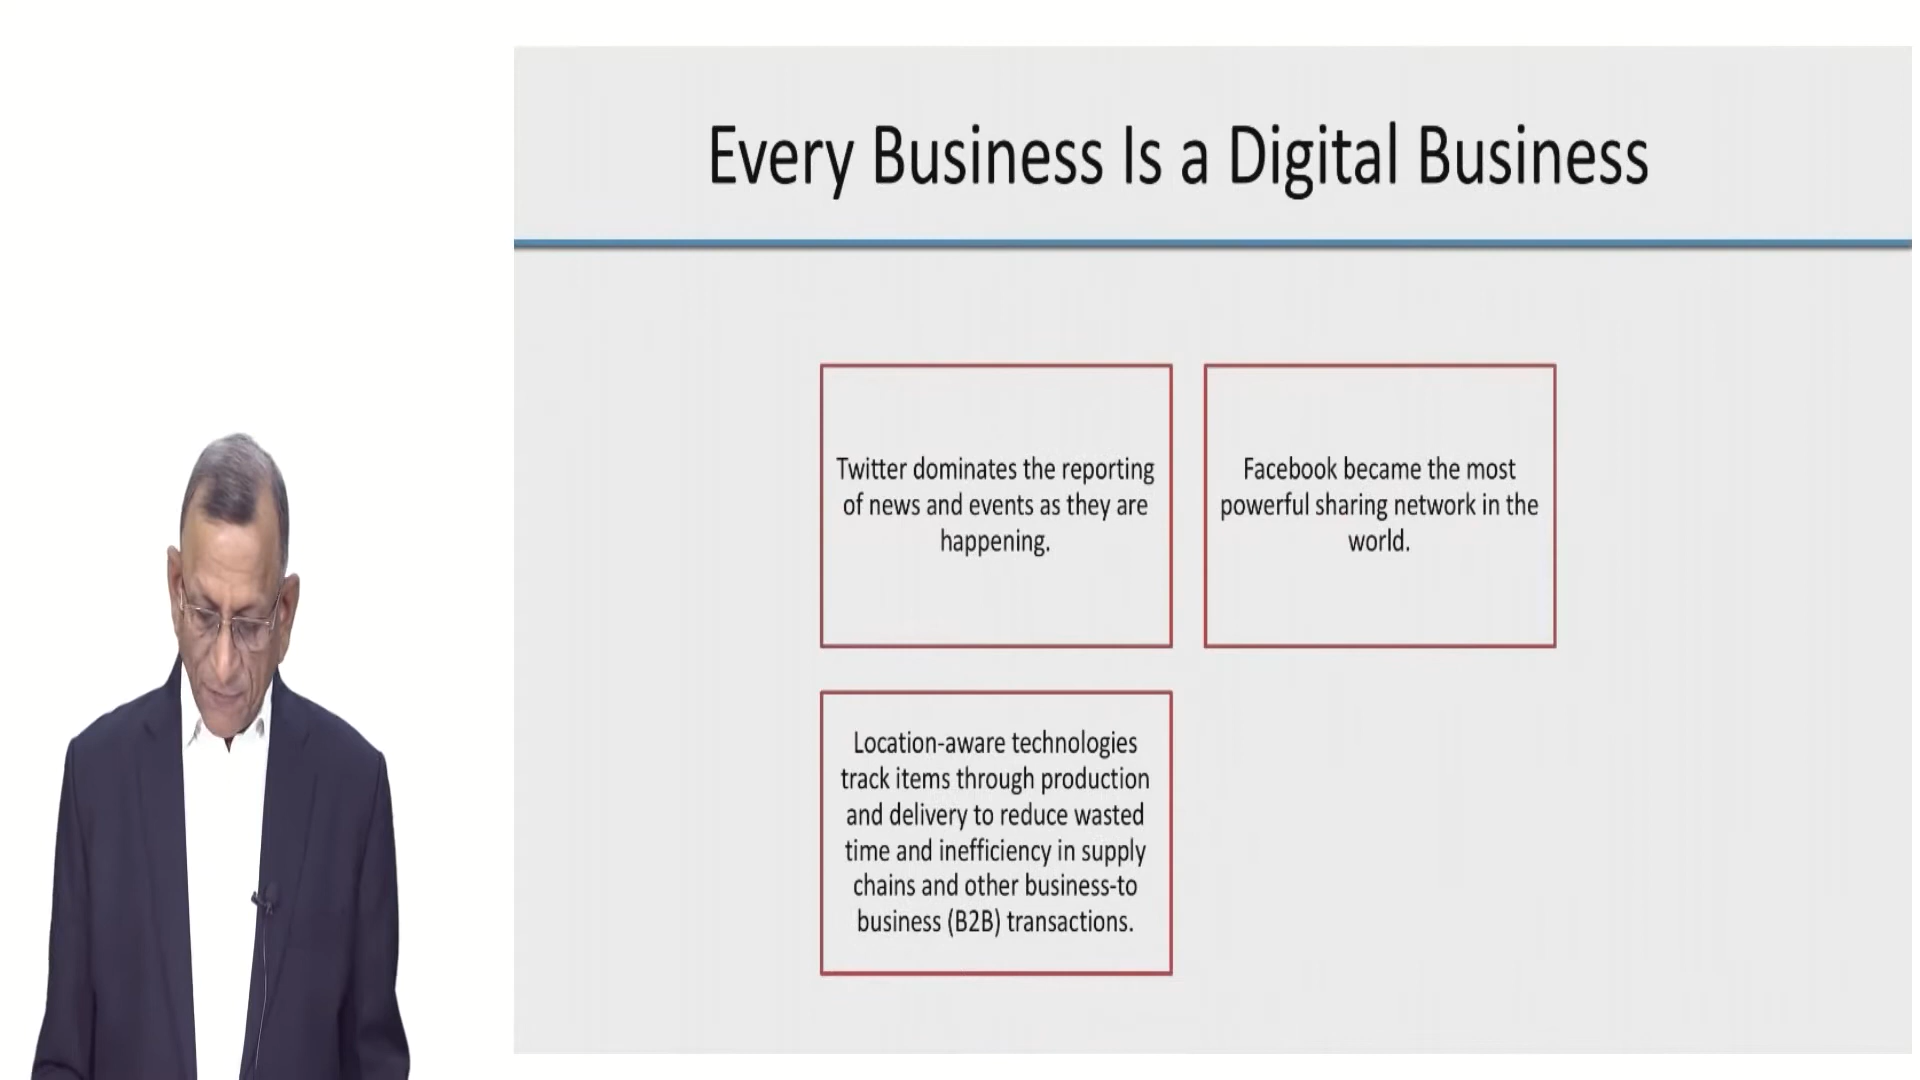 Every Business Is a Digital Business
Twitter dominates the reporting
of news and events as they are
happening.
Facebook became the most
powerful sharing network in the
world.
Location-aware technologies
track items through production
and delivery to reduce wasted
time and inefficiency in supply
chains and other business-to
business (B2B) transactions.